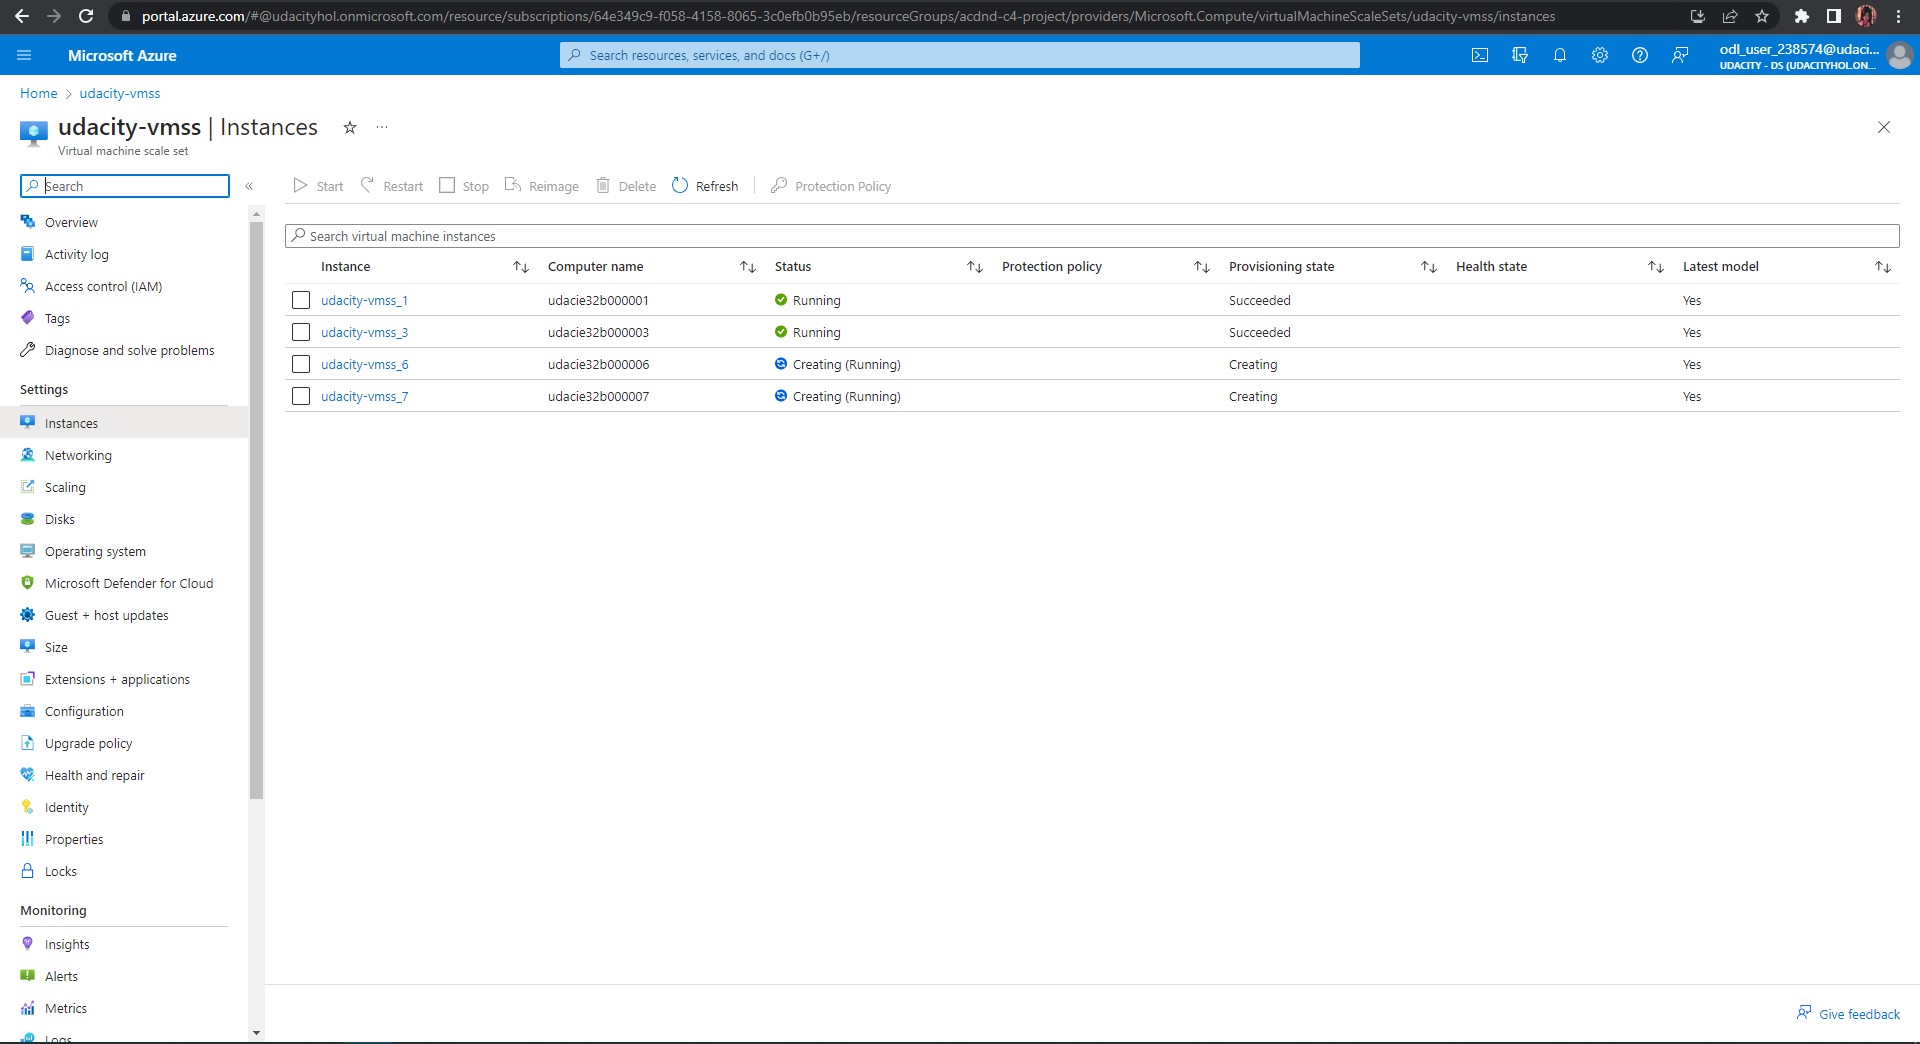 portal.azure.com/#@udacityhol.onmicrosoft.com/resource/subscriptions/64e349c9-f058-4158-8065-3c0efb0b95eb/resourceGroups/acdnd-c4-project/providers/Microsoft.Compute/virtualMachineScaleSets/udacity-vmss/instances
Microsoft Azure
Search resources, services, and docs (G+/)
odl_user_238574@udaci...
UDACITY - DS (UDACITYHOL.ON...
Home > udacity-vmss
udacity-vmss | Instances
Virtual machine scale set
Search
Start Restart Stop Reimage Delete Refresh Protection Policy
Search virtual machine instances
Instance Computer name Status Protection policy Provisioning state Health state Latest model
udacity-vmss_1 udacie32b000001 Running Succeeded Yes
udacity-vmss_3 udacie32b000003 Running Succeeded Yes
udacity-vmss_6 udacie32b000006 Creating (Running) Creating Yes
udacity-vmss_7 udacie32b000007 Creating (Running) Creating Yes
Overview
Activity log
Access control (IAM)
Tags
Diagnose and solve problems
Settings
Instances
Networking
Scaling
Disks
Operating system
Microsoft Defender for Cloud
Guest + host updates
Size
Extensions + applications
Configuration
Upgrade policy
Health and repair
Identity
Properties
Locks
Monitoring
Insights
Alerts
Metrics
Logs
Give feedback